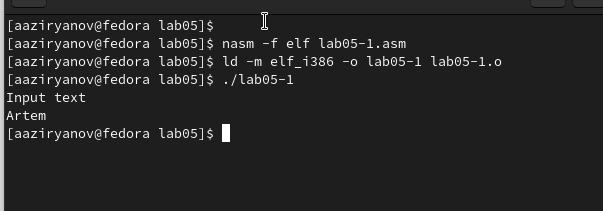 [aaziryanov@fedora lab05]$
[aaziryanov@fedora lab05]$ nasm -f elf lab05-1.asm
[aaziryanov@fedora lab05]$ ld -m elf_i386 -o lab05-1 lab05-1.o
[aaziryanov@fedora lab05]$ ./lab05-1
Input text
Artem
[aaziryanov@fedora lab05]$